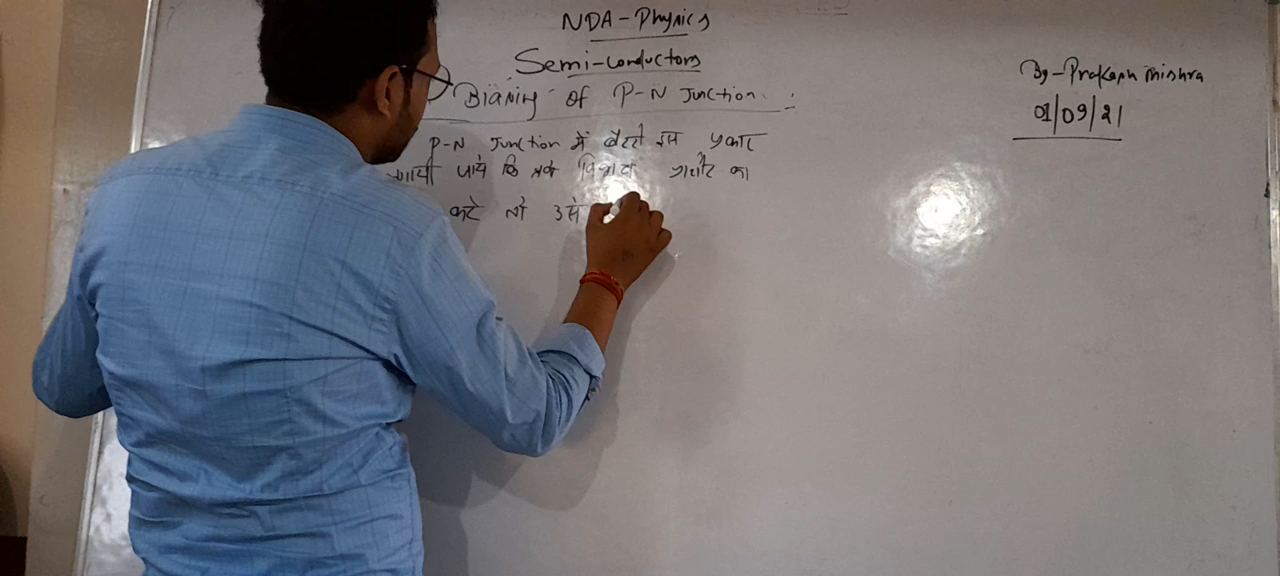 NDA-Physics
Semi-conductors
Biasing of P-N Junction
By-Prakash Mishra
01/09/21
P-N Junction में बैटरी इस प्रकार
जाये कि वह विभव प्राचीर का
करे तो उसे